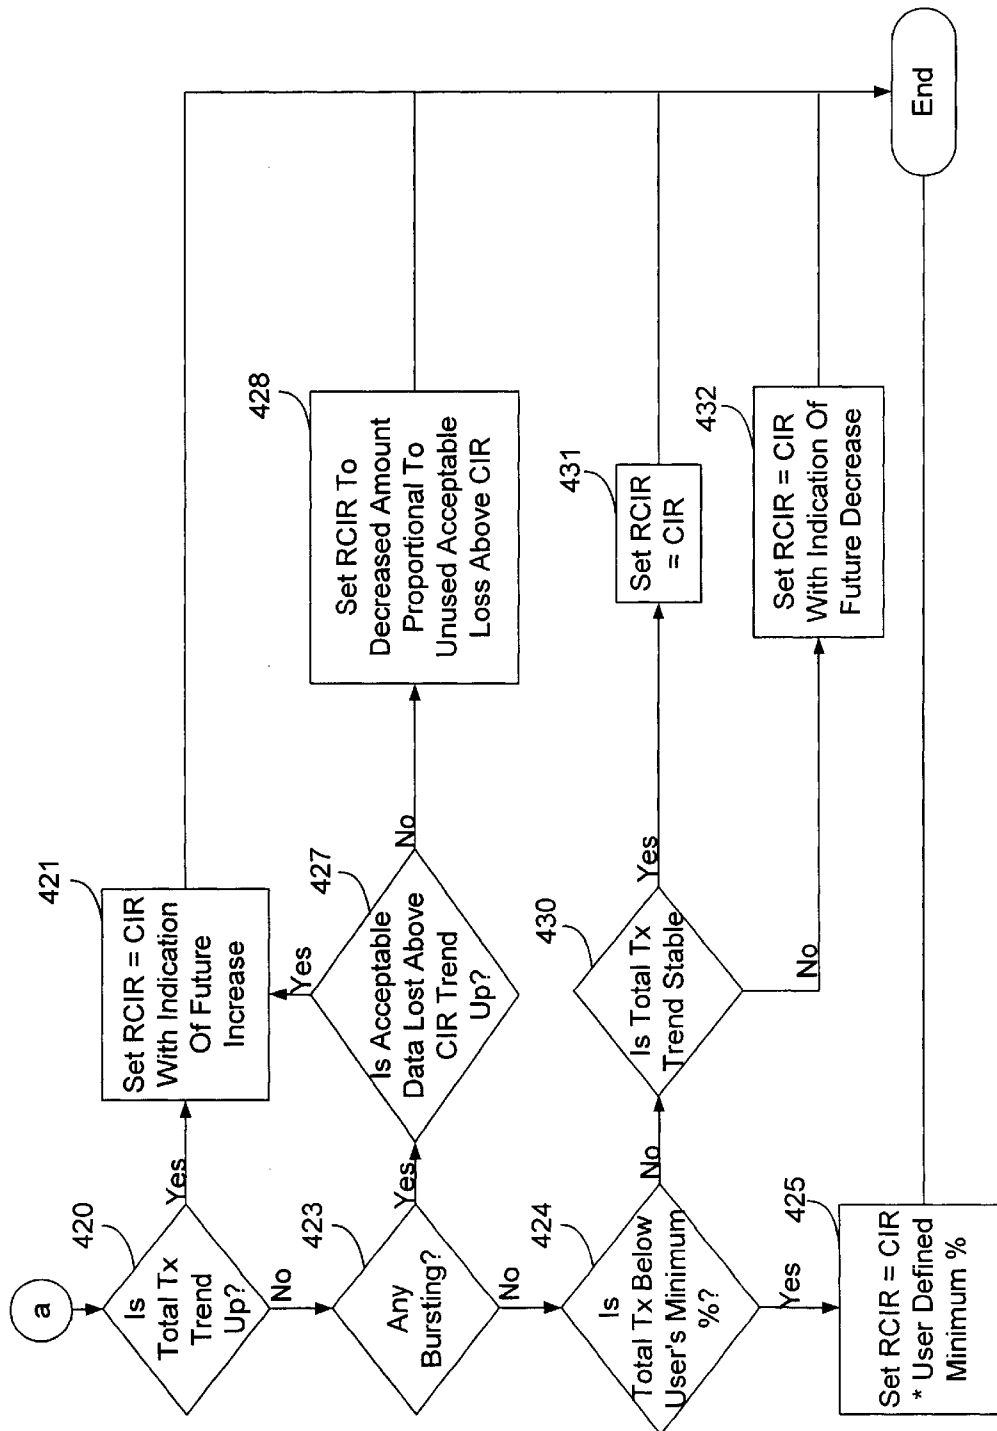 a
420
Is
Total Tx
Trend
Up?
Yes
No
421
Set RCIR = CIR
With Indication
Of Future
Increase
423
Any
Bursting?
Yes
No
427
Is Acceptable
Data Lost Above
CIR Trend
Up?
Yes
No
428
Set RCIR To
Decreased Amount
Proportional To
Unused Acceptable
Loss Above CIR
424
Is
Total Tx Below
User's Minimum
%?
No
Yes
430
Is Total Tx
Trend Stable
Yes
No
431
Set RCIR
= CIR
432
Set RCIR = CIR
With Indication Of
Future Decrease
425
Set RCIR = CIR
* User Defined
Minimum %
End